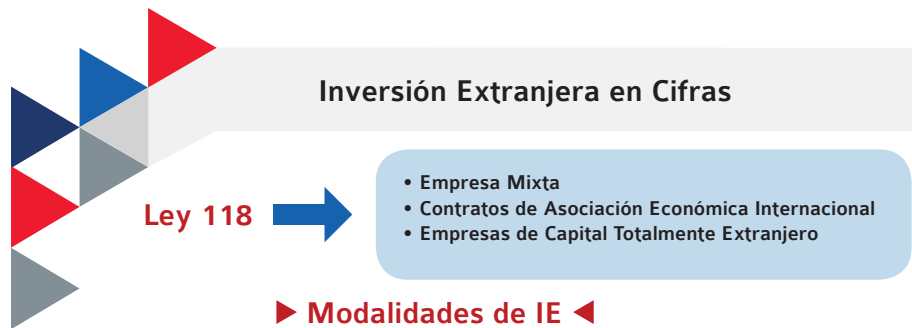 Inversión Extranjera en Cifras
Ley 118
• Empresa Mixta
• Contratos de Asociación Económica Internacional
• Empresas de Capital Totalmente Extranjero
Modalidades de IE